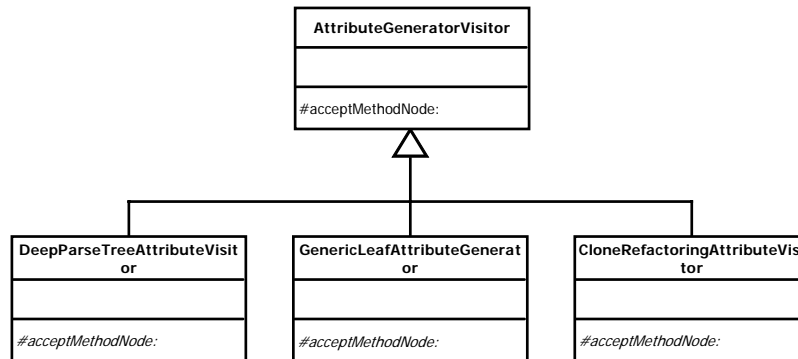 AttributeGeneratorVisitor
#acceptMethodNode:
DeepParseTreeAttributeVisit
or
#acceptMethodNode:
GenericLeafAttributeGenerat
or
#acceptMethodNode:
CloneRefactoringAttributeVis
tor
#acceptMethodNode: